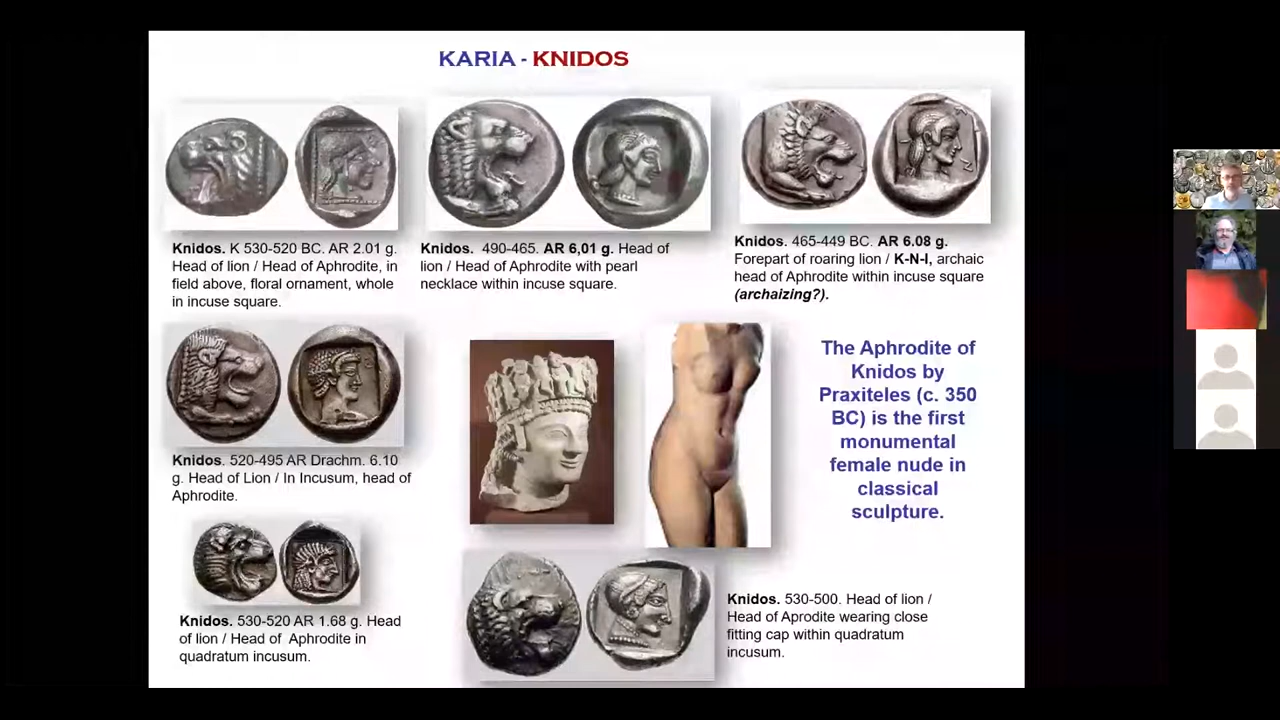 KARIA - KNIDOS
Knidos. K 530-520 BC. AR 2.01 g.
Head of lion / Head of Aphrodite, in
field above, floral ornament, whole
in incuse square.
Knidos. 490-465. AR 6,01 g. Head of
lion / Head of Aphrodite with pearl
necklace within incuse square.
Knidos. 465-449 BC. AR 6.08 g.
Forepart of roaring lion / K-N-I, archaic
head of Aphrodite within incuse square
(archaizing?).
Knidos. 520-495 AR Drachm. 6.10
g. Head of Lion / In Incusum, head of
Aphrodite.
The Aphrodite of
Knidos by
Praxiteles (c. 350
BC) is the first
monumental
female nude in
classical
sculpture.
Knidos. 530-520 AR 1.68 g. Head
of lion / Head of Aphrodite in
quadratum incusum.
Knidos. 530-500. Head of lion /
Head of Aprodite wearing close
fitting cap within quadratum
incusum.